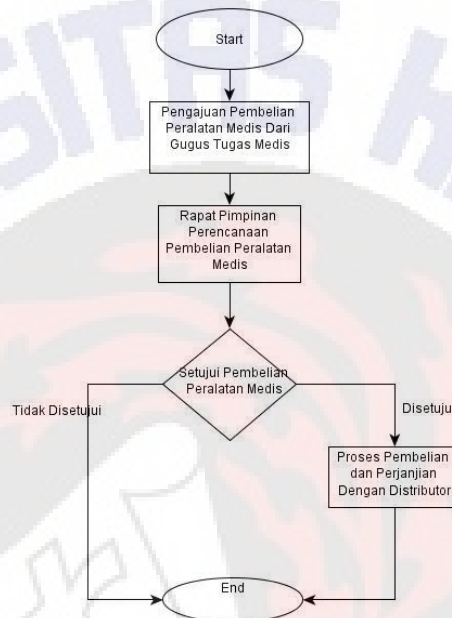 Start
Pengajuan Pembelian
Peralatan Medis Dari
Gugus Tugas Medis
Rapat Pimpinan
Perencanaan
Pembelian Peralatan
Medis
Setujui Pembelian
Peralatan Medis
Tidak Disetujui
Disetuju
Proses Pembelian
dan Perjanjian
Dengan Distributor
End